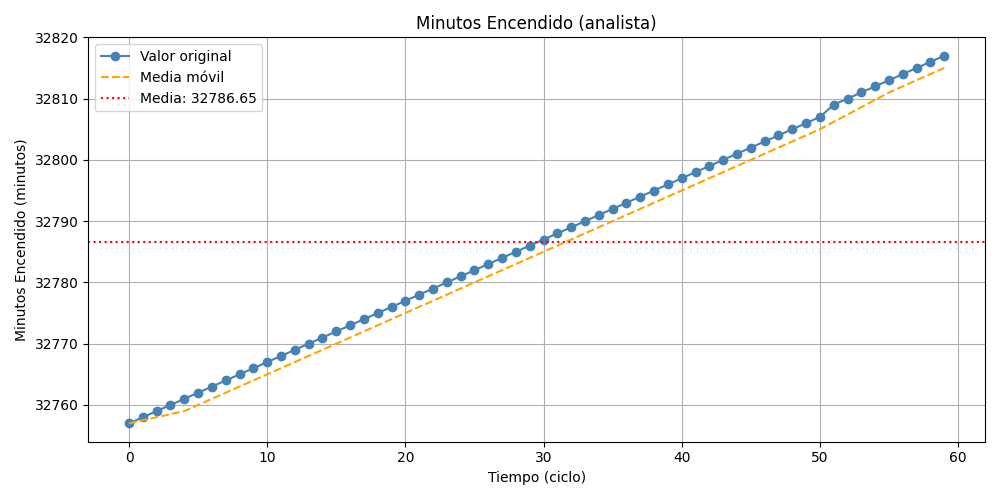 Minutos Encendido (analista)
Valor original
Media móvil
Media: 32786.65
Minutos Encendido (minutos)
32820
32810
32800
32790
32780
32770
32760
0 10 20 30 40 50 60
Tiempo (ciclo)